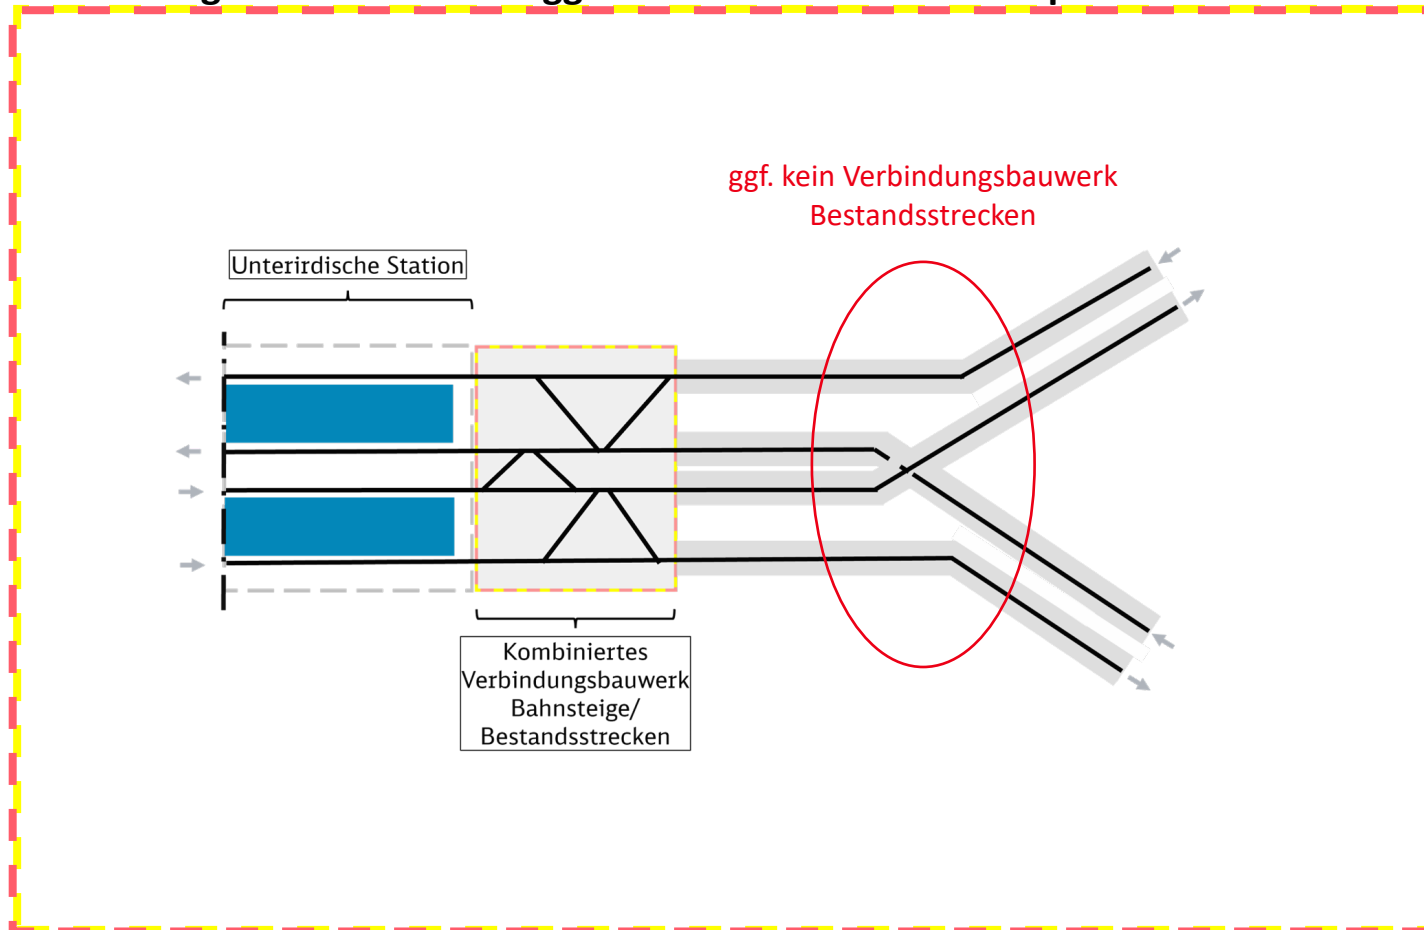 ggf. kein Verbindungsbauwerk
Bestandsstrecken
Unterirdische Station
Kombiniertes
Verbindungsbauwerk
Bahnsteige/
Bestandsstrecken